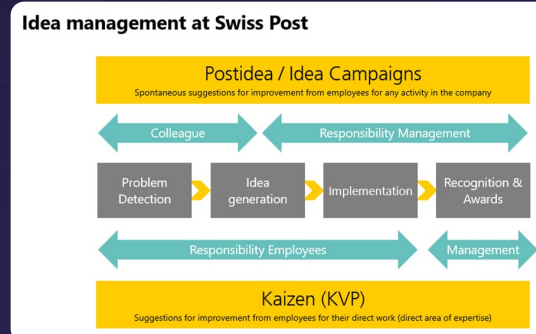 Idea management at Swiss Post
Postidea / Idea Campaigns
Spontaneous suggestions for improvement from employees for any activity in the company
Colleague
Responsibility Management
Problem
Detection
Idea
generation
Implementation
Recognition &
Awards
Responsibility Employees
Management
Kaizen (KVP)
Suggestions for improvement from employees for their direct work (direct area of expertise)